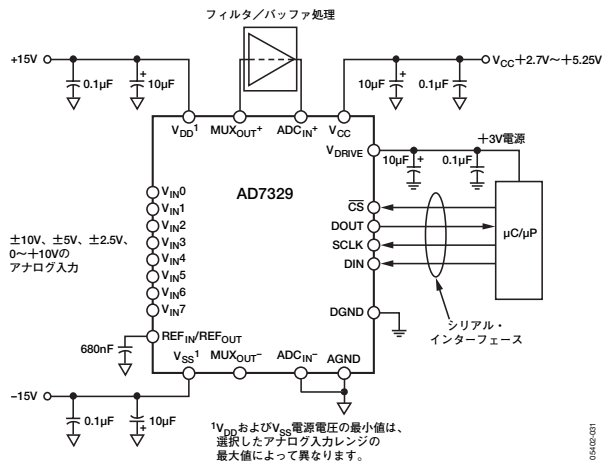 フィルタ／バッファ処理
+15V
0.1μF
10μF
10μF
0.1μF
VCC+2.7V～+5.25V
VDD1
MUXOUT+
ADCIN+
VCC
VDRIVE
+3V電源
10μF
0.1μF
AD7329
CS
DOUT
SCLK
DIN
μC/μP
VIN0
VIN1
VIN2
VIN3
VIN4
VIN5
VIN6
VIN7
±10V、±5V、±2.5V、
0～+10Vの
アナログ入力
DGND
シリアル・
インターフェース
680nF
REFIN/REFOUT
VSS1
MUXOUT–
ADCIN–
AGND
–15V
0.1μF
10μF
1VDDおよびVSS電源電圧の最小値は、
選択したアナログ入力レンジの
最大値によって異なります。
05402-031